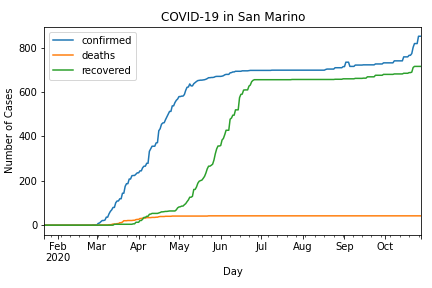 COVID-19 in San Marino
confirmed
deaths
recovered
Number of Cases
800
600
400
200
0
Feb Mar Apr May Jun Jul Aug Sep Oct
2020
Day